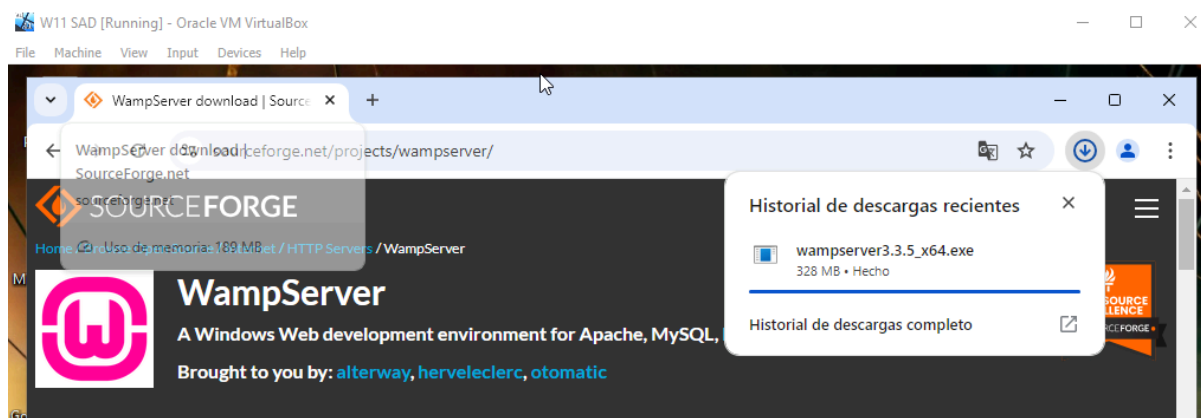 W11 SAD [Running] - Oracle VM VirtualBox
File Machine View Input Devices Help
WampServer download | Source
WampServer download |
SourceForge.net
sourceforge.net
Uso de memoria: 189 MB
sourceforge.net/projects/wampserver/
SOURCEFORGE
Home / / HTTP Servers / WampServer
WampServer
A Windows Web development environment for Apache, MySQL,
Brought to you by: alterway, herveleclerc, otomatic
Historial de descargas recientes
wampserver3.3.5_x64.exe
328 MB • Hecho
Historial de descargas completo